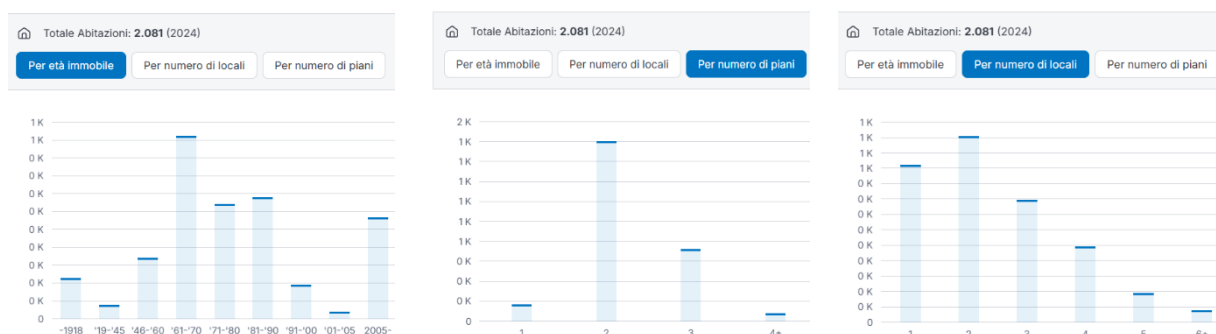 Totale Abitazioni: 2.081 (2024)
Per età immobile Per numero di locali Per numero di piani
1 K
1 K
0 K
0 K
0 K
0 K
0 K
0 K
0 K
0 K
0 K
0
-1918 '19-'45 '46-'60 '61-'70 '71-'80 '81-'90 '91-'00 '01-'05 2005-
Totale Abitazioni: 2.081 (2024)
Per età immobile Per numero di locali Per numero di piani
2 K
1 K
1 K
1 K
1 K
1 K
1 K
0 K
0 K
0 K
0
1 2 3 4+
Totale Abitazioni: 2.081 (2024)
Per età immobile Per numero di locali Per numero di piani
1 K
1 K
1 K
1 K
0 K
0 K
0 K
0 K
0 K
0 K
0 K
0 K
0 K
0
1 2 3 4 5 6+